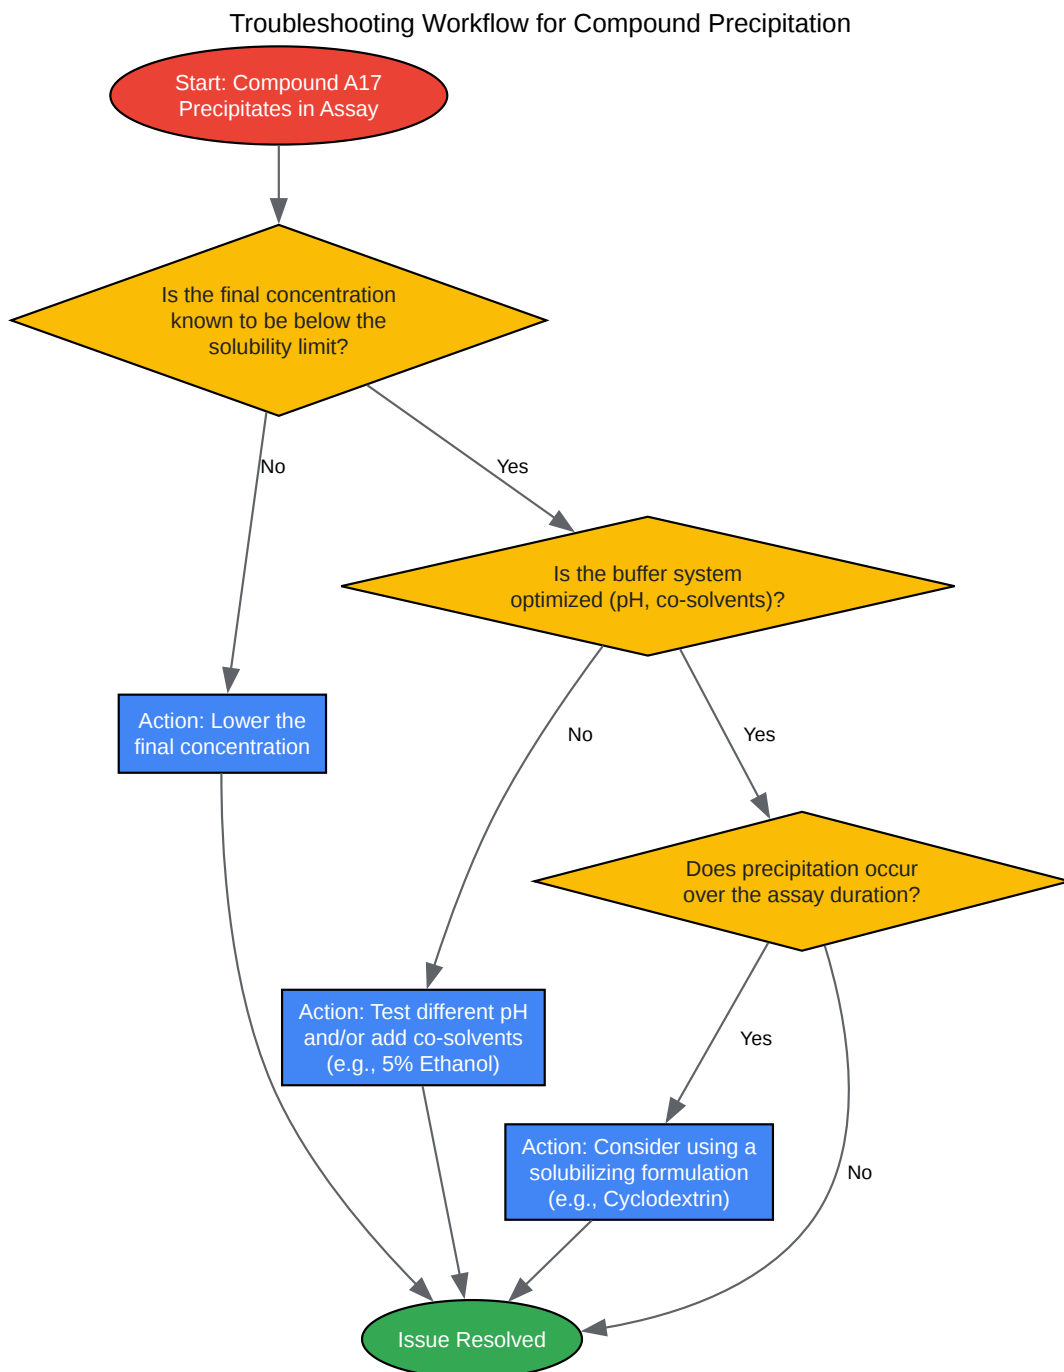 Troubleshooting Workflow for Compound Precipitation
Start: Compound A17
Precipitates in Assay
Is the final concentration
known to be below the
solubility limit?
No
Yes
Is the buffer system
optimized (pH, co-solvents)?
Action: Lower the
final concentration
No
Yes
Does precipitation occur
over the assay duration?
Action: Test different pH
and/or add co-solvents
(e.g., 5% Ethanol)
Yes
Action: Consider using a
solubilizing formulation
(e.g., Cyclodextrin)
No
Issue Resolved